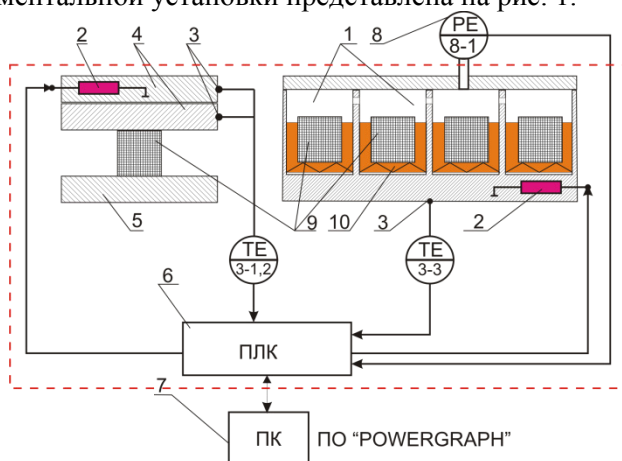 ментальной установки представлена на рис. 1.
2 4 3 1 8
PE
8-1
5 9 10 3 2
TE
3-1,2
TE
3-3
6
ПЛК
7
ПК ПО “POWERGRAPH”